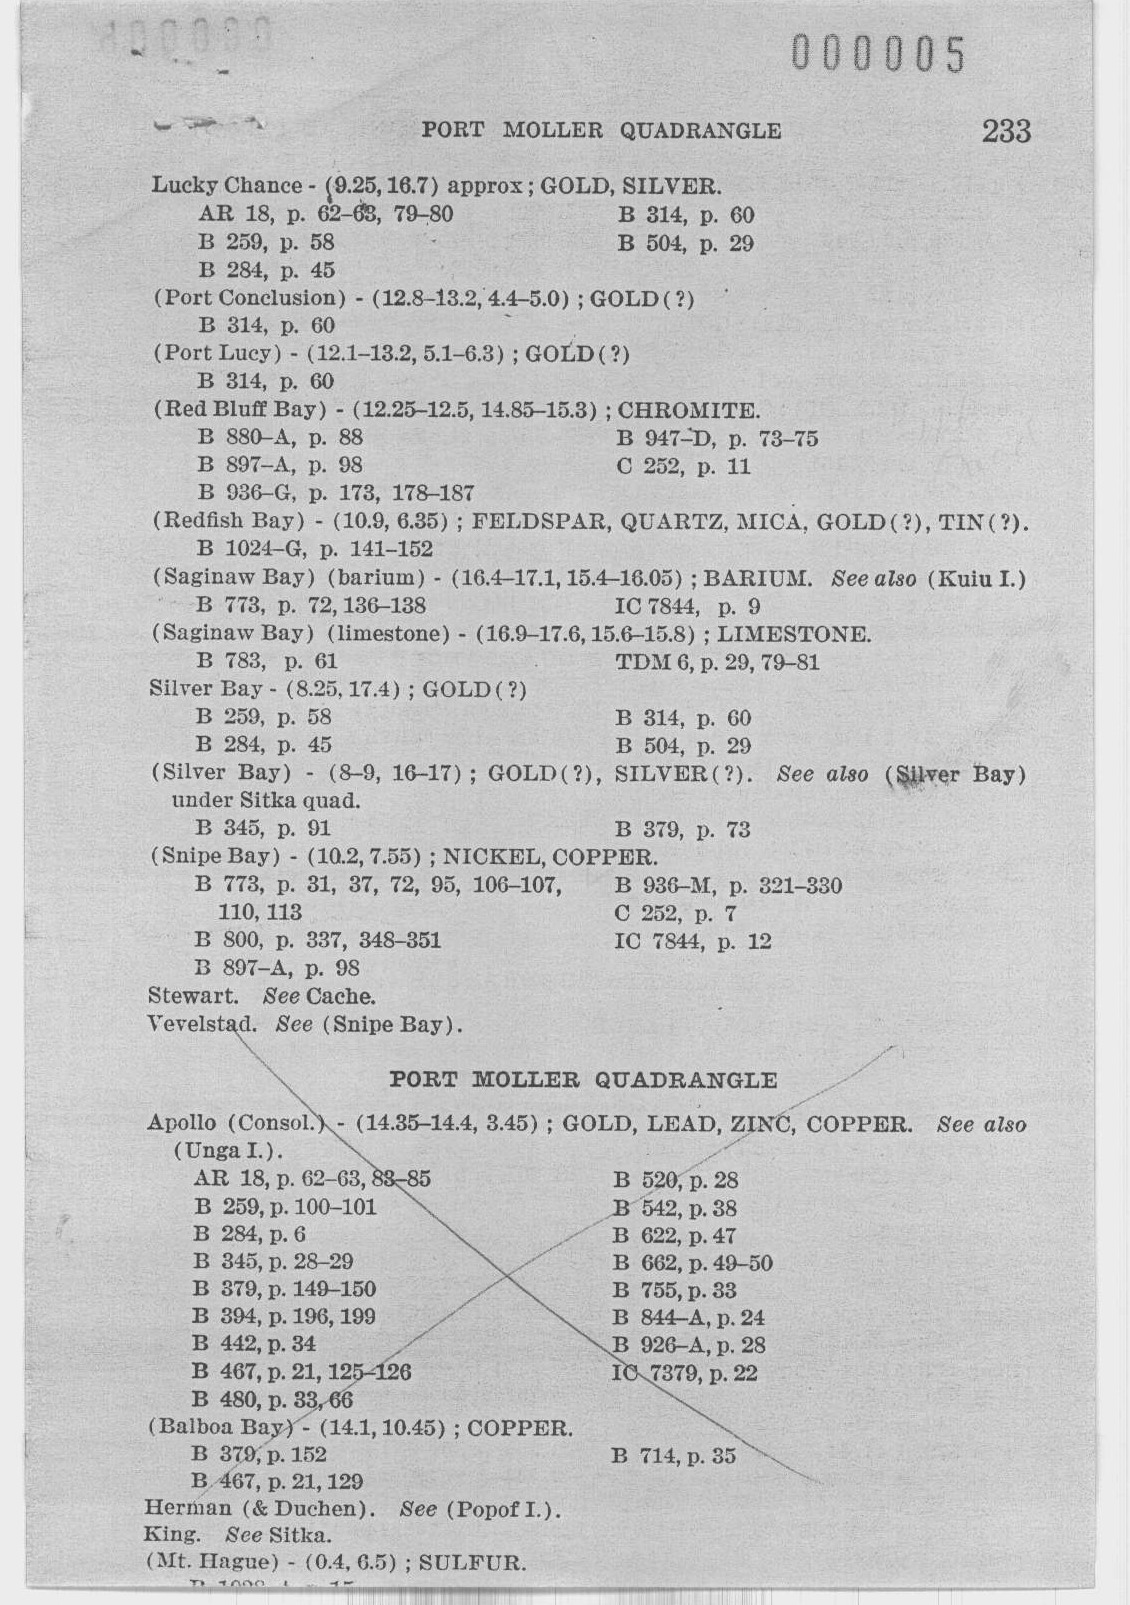 000005
PORT MOLLER QUADRANGLE 233
Lucky Chance - (9.25, 16.7) approx; GOLD, SILVER.
AR 18, p. 62–63, 79–80 B 314, p. 60
B 259, p. 58 B 504, p. 29
B 284, p. 45
(Port Conclusion) - (12.8–13.2, 4.4–5.0) ; GOLD(?)
B 314, p. 60
(Port Lucy) - (12.1–13.2, 5.1–6.3) ; GOLD(?)
B 314, p. 60
(Red Bluff Bay) - (12.25–12.5, 14.85–15.3) ; CHROMITE.
B 880–A, p. 88 B 947–D, p. 73–75
B 897–A, p. 98 C 252, p. 11
B 936–G, p. 173, 178–187
(Redfish Bay) - (10.9, 6.35) ; FELDSPAR, QUARTZ, MICA, GOLD(?), TIN(?).
B 1024–G, p. 141–152
(Saginaw Bay) (barium) - (16.4–17.1, 15.4–16.05) ; BARIUM. See also (Kuiu I.)
B 773, p. 72, 136–138 IC 7844, p. 9
(Saginaw Bay) (limestone) - (16.9–17.6, 15.6–15.8) ; LIMESTONE.
B 783, p. 61 TDM 6, p. 29, 79–81
Silver Bay - (8.25, 17.4) ; GOLD(?)
B 259, p. 58 B 314, p. 60
B 284, p. 45 B 504, p. 29
(Silver Bay) - (8–9, 16–17) ; GOLD(?), SILVER(?). See also (Silver Bay)
under Sitka quad.
B 345, p. 91 B 379, p. 73
(Snipe Bay) - (10.2, 7.55) ; NICKEL, COPPER.
B 773, p. 31, 37, 72, 95, 106–107, B 936–M, p. 321–330
110, 113 C 252, p. 7
B 800, p. 337, 348–351 IC 7844, p. 12
B 897–A, p. 98
Stewart. See Cache.
Vevelstad. See (Snipe Bay).
PORT MOLLER QUADRANGLE
Apollo (Consol.) - (14.35–14.4, 3.45) ; GOLD, LEAD, ZINC, COPPER. See also
(Unga I.).
AR 18, p. 62–63, 83–85 B 520, p. 28
B 259, p. 100–101 B 542, p. 38
B 284, p. 6 B 622, p. 47
B 345, p. 28–29 B 662, p. 49–50
B 379, p. 149–150 B 755, p. 33
B 394, p. 196, 199 B 844–A, p. 24
B 442, p. 34 B 926–A, p. 28
B 467, p. 21, 125–126 IC 7379, p. 22
B 480, p. 33, 66
(Balboa Bay) - (14.1, 10.45) ; COPPER.
B 379, p. 152 B 714, p. 35
B 467, p. 21, 129
Herman (& Duchen). See (Popof I.).
King. See Sitka.
(Mt. Hague) - (0.4, 6.5) ; SULFUR.